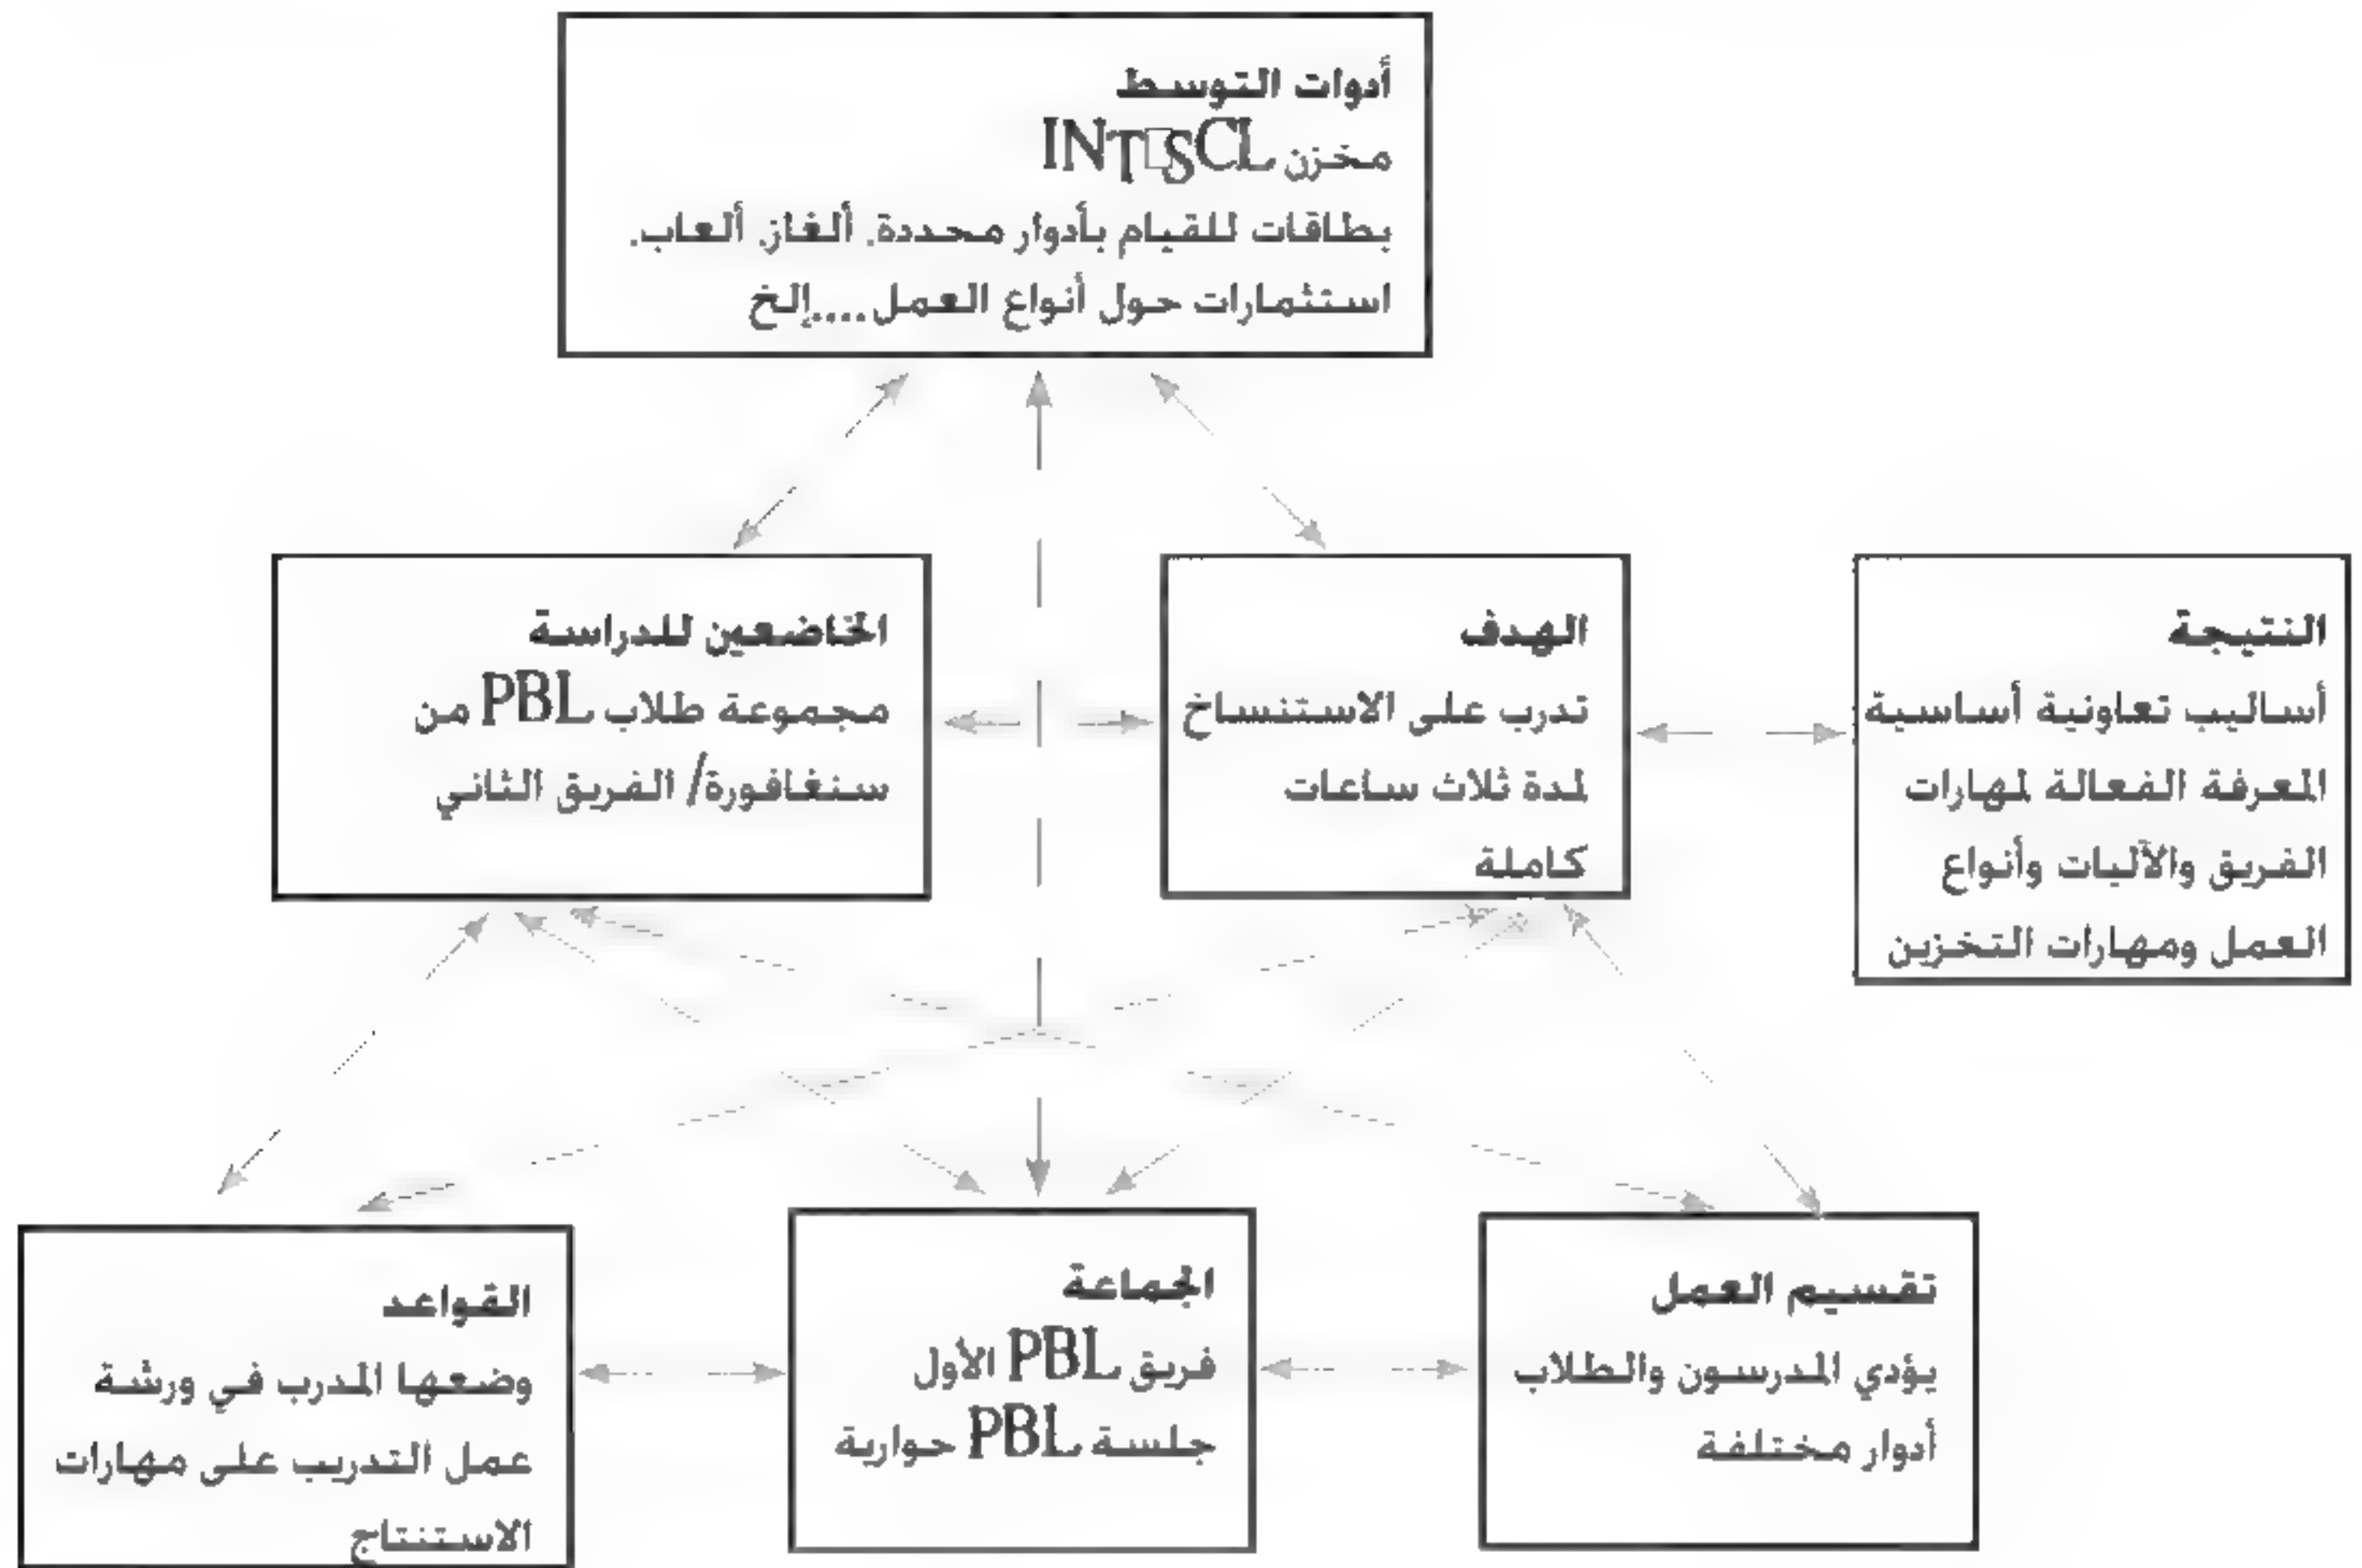 أدوات التوسط
مخزن INT□SCL
بطاقات للقيام بأدوار محددة. ألغاز. ألعاب.
استثمارات حول أنواع العمل....إلخ
الخاضعين للدراسة
مجموعة طلاب PBL من
سنغافورة/ الفريق الثاني
الهدف
تدرب على الاستنساخ
لمدة ثلاث ساعات
كاملة
النتيجة
أساليب تعاونية أساسية
المعرفة الفعالة لمهارات
الفريق والآليات وأنواع
العمل ومهارات التخزين
القواعد
وضعها المدرب في ورشة
عمل التدريب على مهارات
الاستنتاج
الجماعة
فريق PBL الأول
جلسة PBL حوارية
تقسيم العمل
يؤدي المدرسون والطلاب
أدوار مختلفة